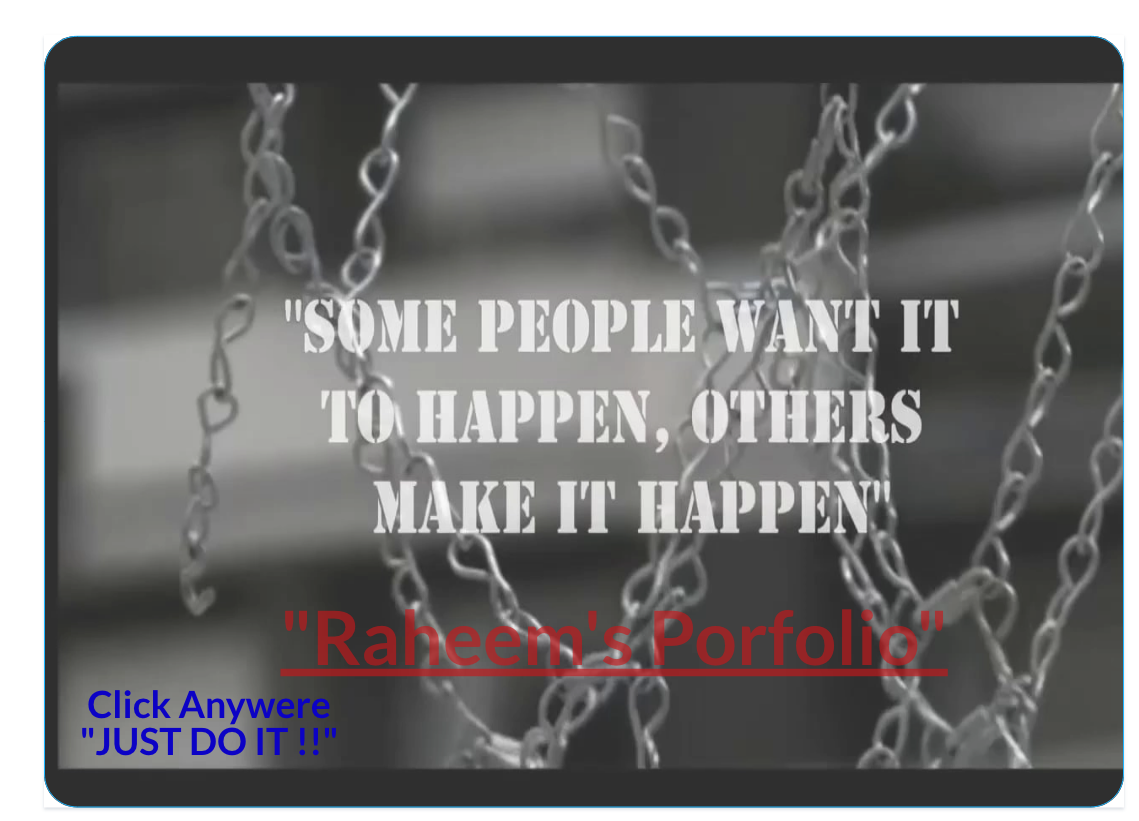 "SOME PEOPLE WANT IT
TO HAPPEN, OTHERS
MAKE IT HAPPEN"
"Raheem's Porfolio"
Click Anywere
"JUST DO IT !!"